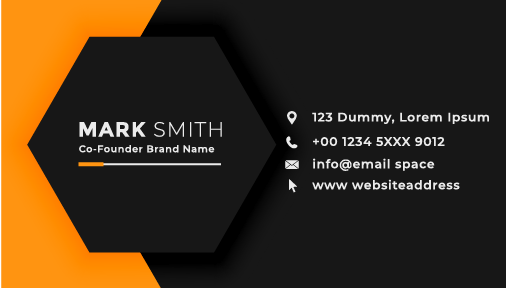 MARK SMITH
Co-Founder Brand Name
123 Dummy, Lorem Ipsum
+00 1234 5XXX 9012
info@email space
www websiteaddress